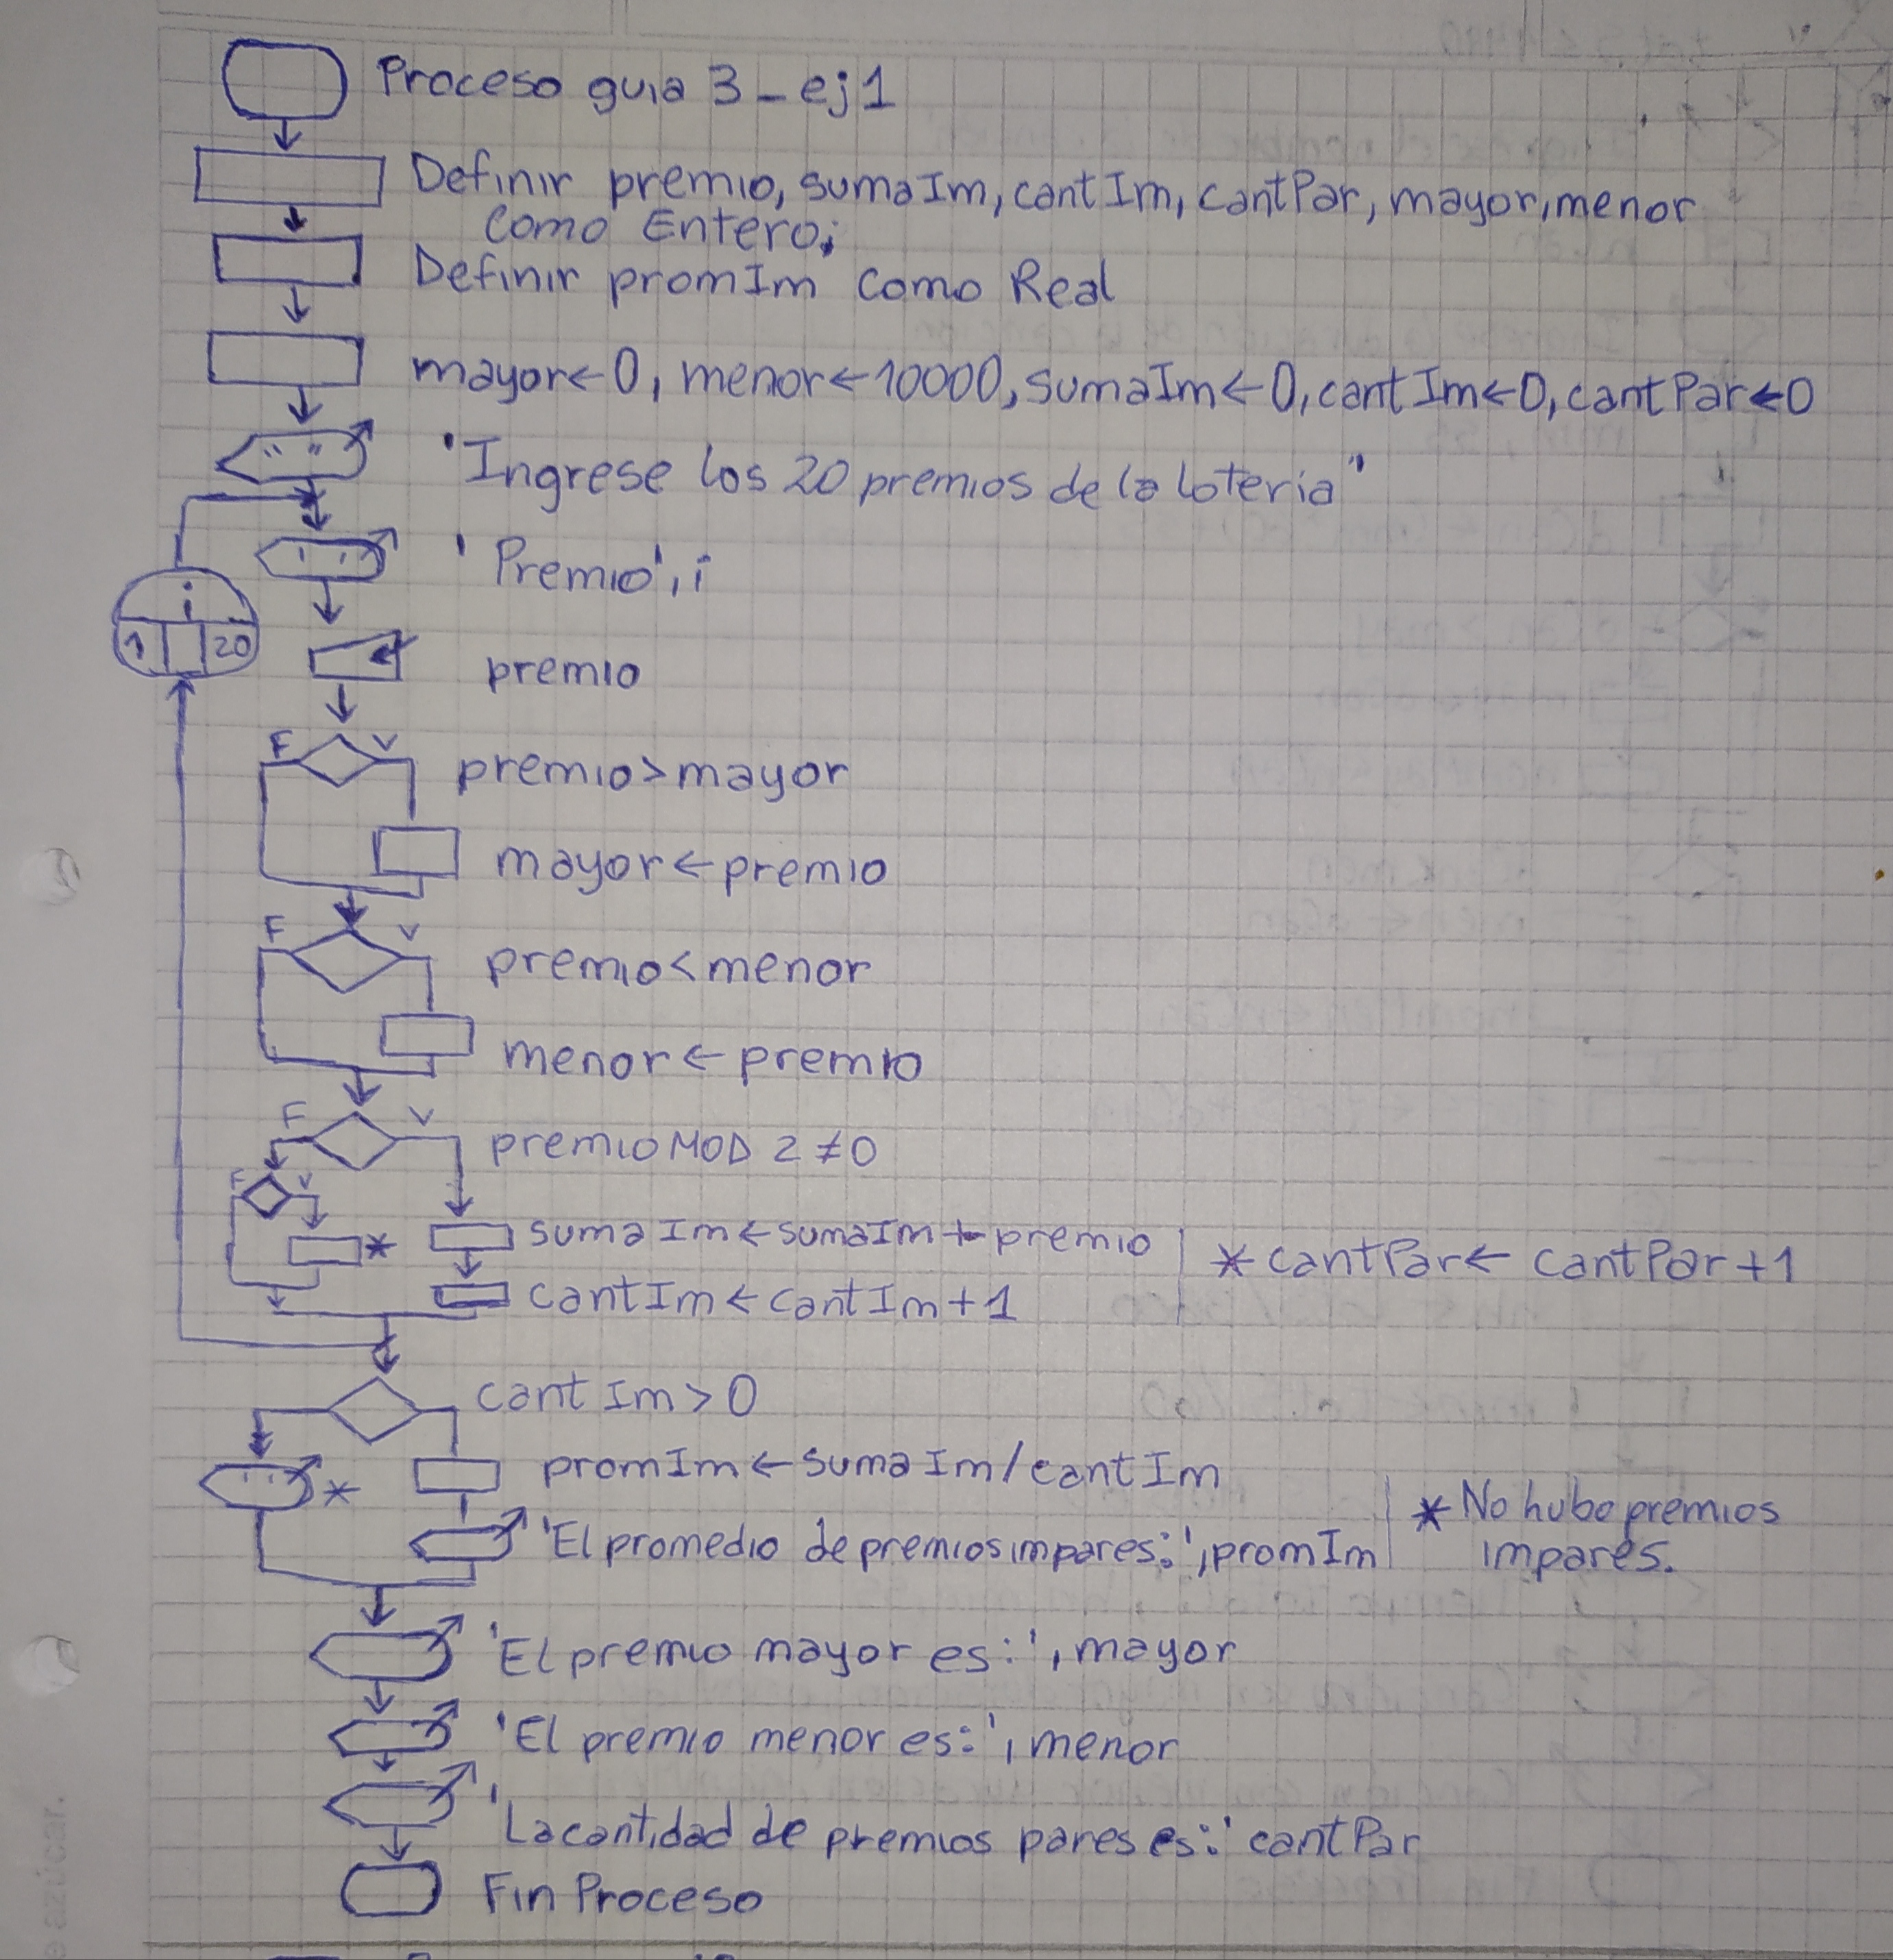 Proceso guia 3_ej1
Definir premio, sumaIm, cantIm, cantPar, mayor, menor
Como Entero;
Definir promIm como Real
mayor←0, menor←10000, sumaIm←0, cantIm←0, cantPar←0
"Ingrese los 20 premios de la loteria"
'Premio', i
i
1 20
premio
F V premio>mayor
mayor←premio
F V premio<menor
menor←premio
F V premio MOD 2≠0
F V
* sumaIm←sumaIm+premio | * cantPar← cantPar+1
cantIm←cantIm+1
cantIm>0
promIm←sumaIm/cantIm
* 'El promedio de premios impares:', promIm | * No hubo premios
impares.
'El premio mayor es:', mayor
'El premio menor es:', menor
'La cantidad de premios pares es:' cantPar
Fin Proceso